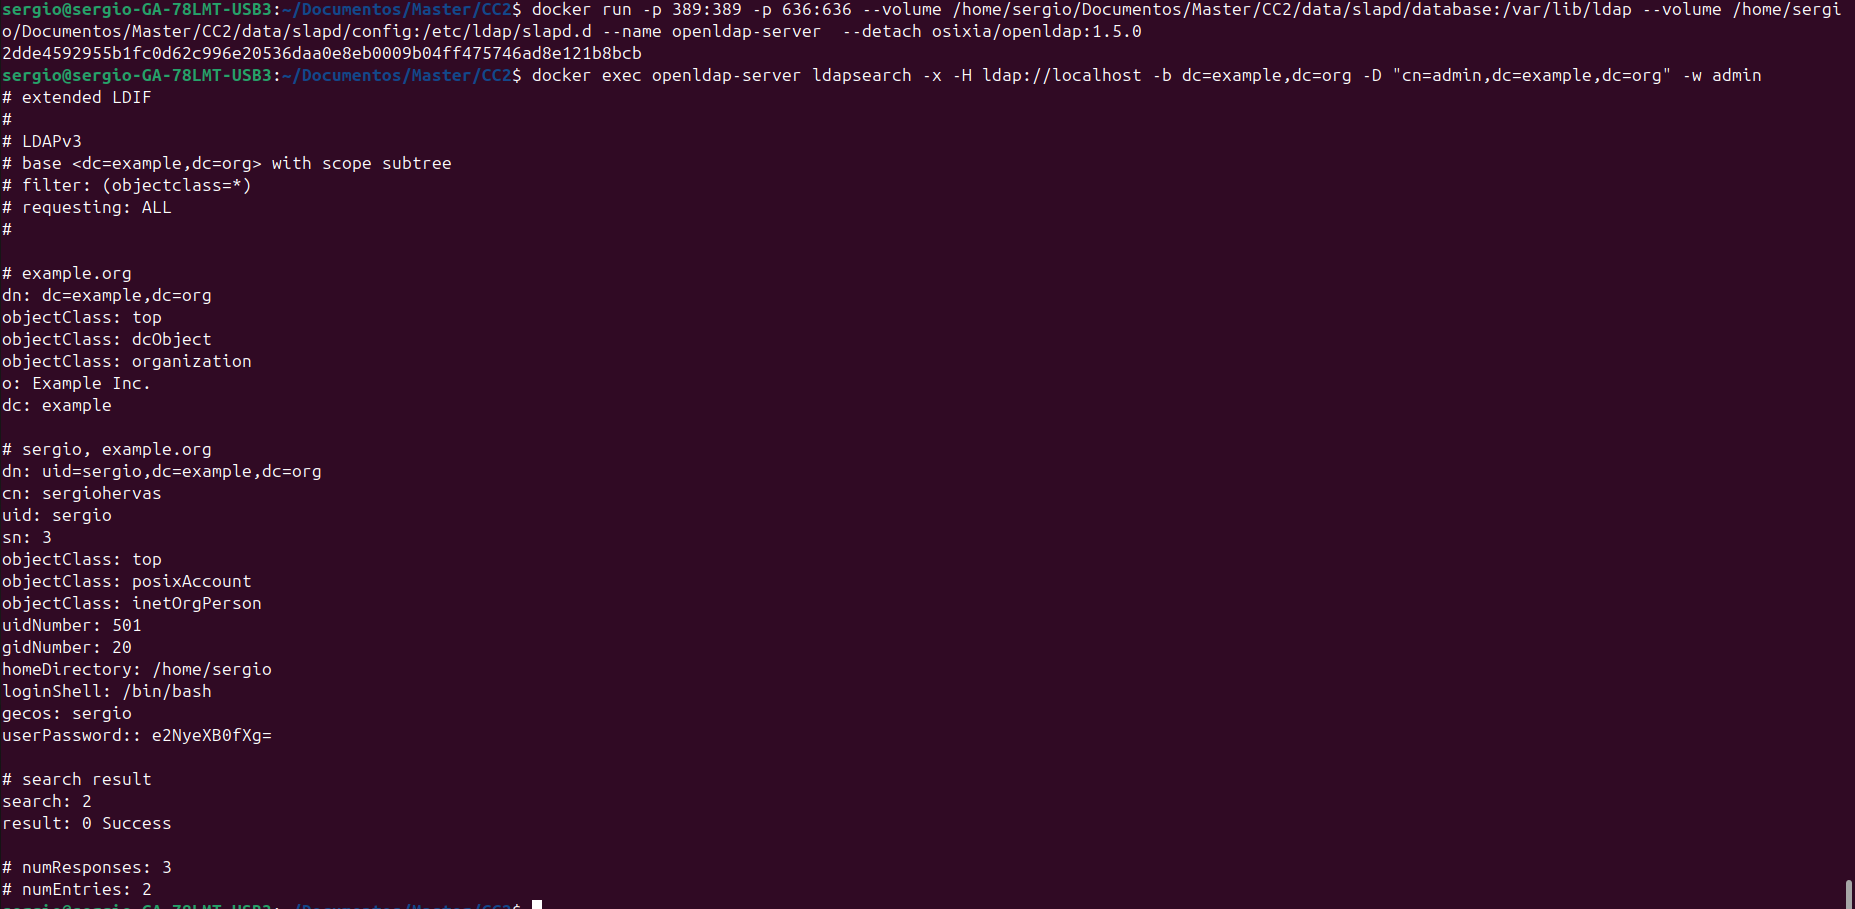 sergio@sergio-GA-78LMT-USB3:~/Documentos/Master/CC2$ docker run -p 389:389 -p 636:636 --volume /home/sergio/Documentos/Master/CC2/data/slapd/database:/var/lib/ldap --volume /home/sergi
o/Documentos/Master/CC2/data/slapd/config:/etc/ldap/slapd.d --name openldap-server  --detach osixia/openldap:1.5.0
2dde4592955b1fc0d62c996e20536daa0e8eb0009b04ff475746ad8e121b8bcb
sergio@sergio-GA-78LMT-USB3:~/Documentos/Master/CC2$ docker exec openldap-server ldapsearch -x -H ldap://localhost -b dc=example,dc=org -D "cn=admin,dc=example,dc=org" -w admin
# extended LDIF
#
# LDAPv3
# base <dc=example,dc=org> with scope subtree
# filter: (objectclass=*)
# requesting: ALL
#
# example.org
dn: dc=example,dc=org
objectClass: top
objectClass: dcObject
objectClass: organization
o: Example Inc.
dc: example
# sergio, example.org
dn: uid=sergio,dc=example,dc=org
cn: sergiohervas
uid: sergio
sn: 3
objectClass: top
objectClass: posixAccount
objectClass: inetOrgPerson
uidNumber: 501
gidNumber: 20
homeDirectory: /home/sergio
loginShell: /bin/bash
gecos: sergio
userPassword:: e2NyeXB0fXg=
# search result
search: 2
result: 0 Success
# numResponses: 3
# numEntries: 2
sergio@sergio-GA-78LMT-USB3:~/Documentos/Master/CC2$